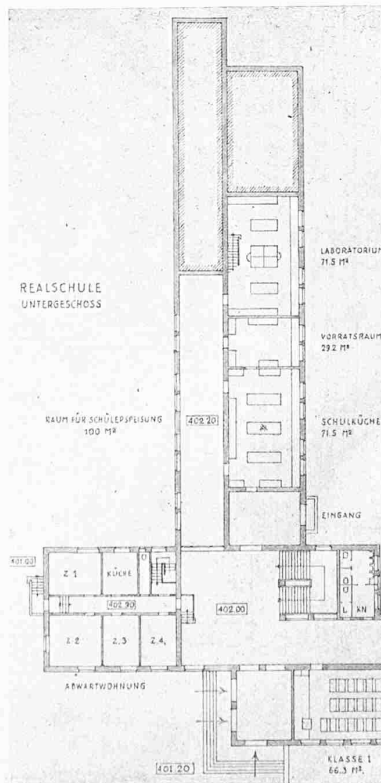 REALSCHULE
UNTERGESCHOSS
LABORATORIUM
71.5 M²
VORRATSRAUM
29.2 M²
RAUM FÜR SCHÜLERSPEISUNG
100 M²
402.20
SCHULKÜCHE
71.5 M²
EINGANG
401.00
Z.1
KÜCHE
402.90
402.00
Z.2
Z.3
Z.4
L
KN
ABWARTWOHNUNG
401.20
KLASSE 1
66.3 M²